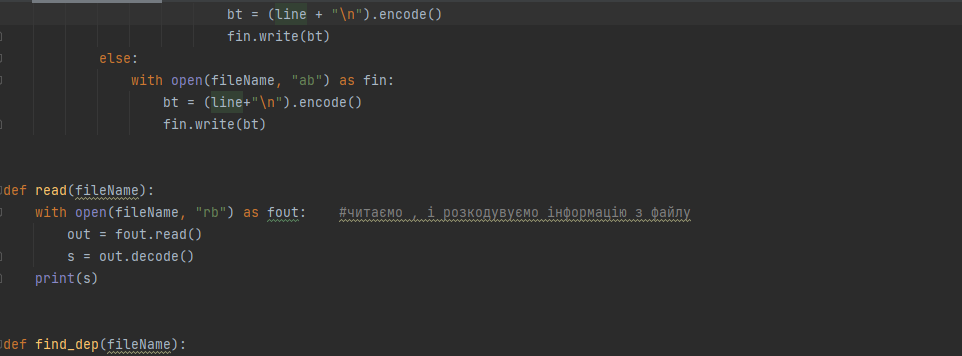 bt = (line + "\n").encode()
fin.write(bt)
else:
with open(fileName, "ab") as fin:
bt = (line+"\n").encode()
fin.write(bt)
def read(fileName):
with open(fileName, "rb") as fout:    #читаємо , і розкодувуємо інформацію з файлу
out = fout.read()
s = out.decode()
print(s)
def find_dep(fileName):